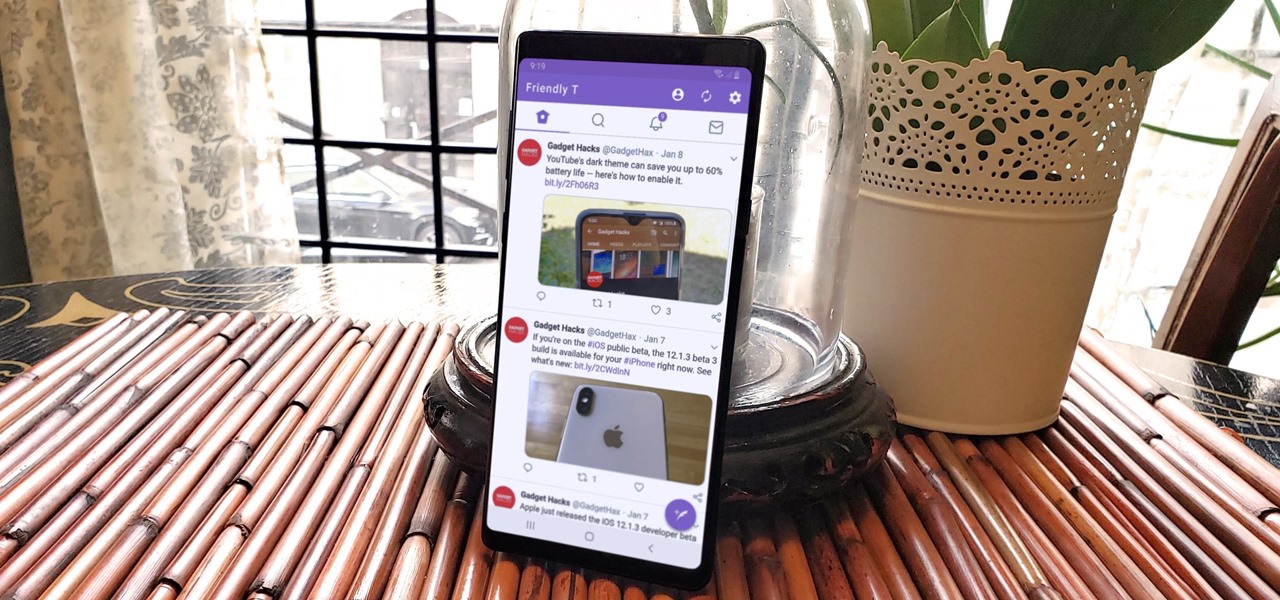 9:19
Friendly T
9
Gadget Hacks @GadgetHax · Jan 8
YouTube's dark theme can save you up to 60%
battery life — here's how to enable it.
bit.ly/2Fh06R3
Gadget Hacks
HOME VIDEOS PLAYLISTS
1 3
Gadget Hacks @GadgetHax · Jan 7
If you're on the #iOS public beta, the 12.1.3 beta 3
build is available for your #iPhone right now. See
what's new: bit.ly/2CWdlnN
1
Gadget Hacks @GadgetHax · Jan 7
Apple just released the iOS 12.1.3 developer beta